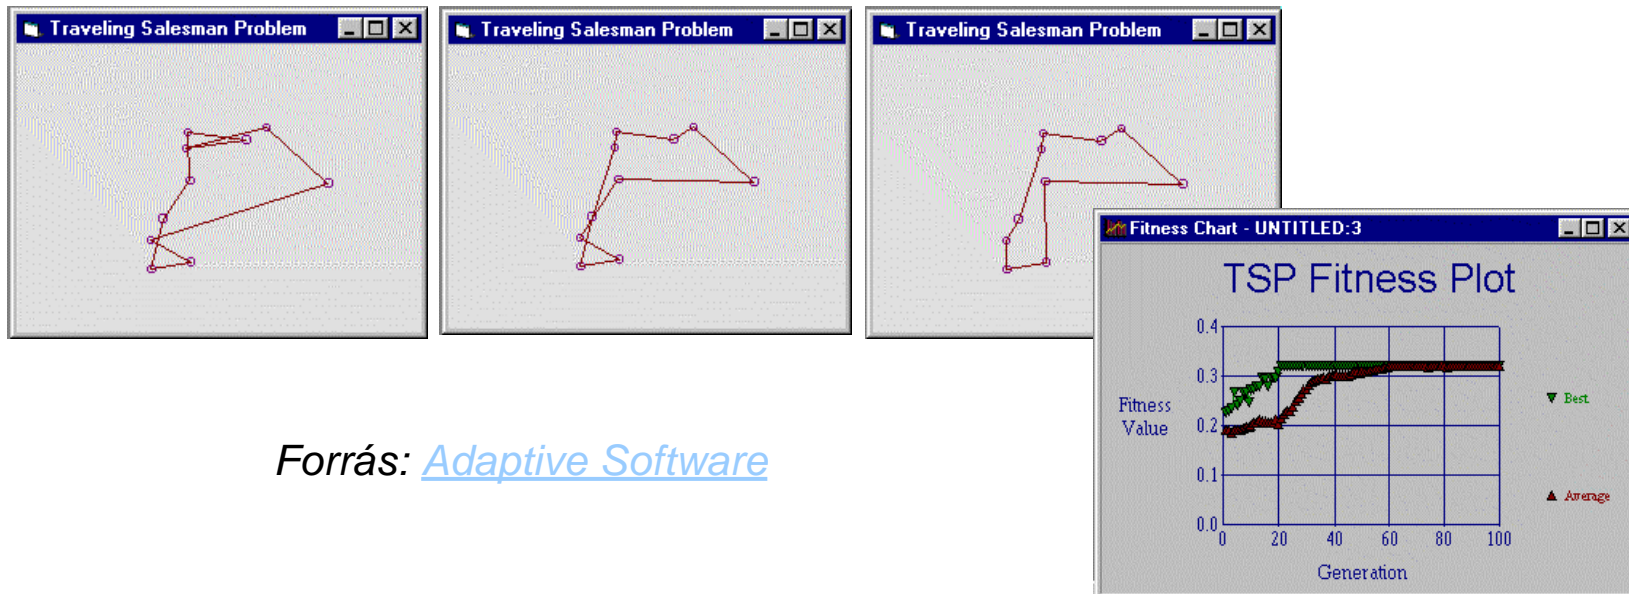 Traveling Salesman Problem
Traveling Salesman Problem
Traveling Salesman Problem
Fitness Chart - UNTITLED:3
TSP Fitness Plot
0.4
0.3
0.2
0.1
0.0
Fitness
Value
0 20 40 60 80 100
Generation
Best
Average
Forrás: Adaptive Software